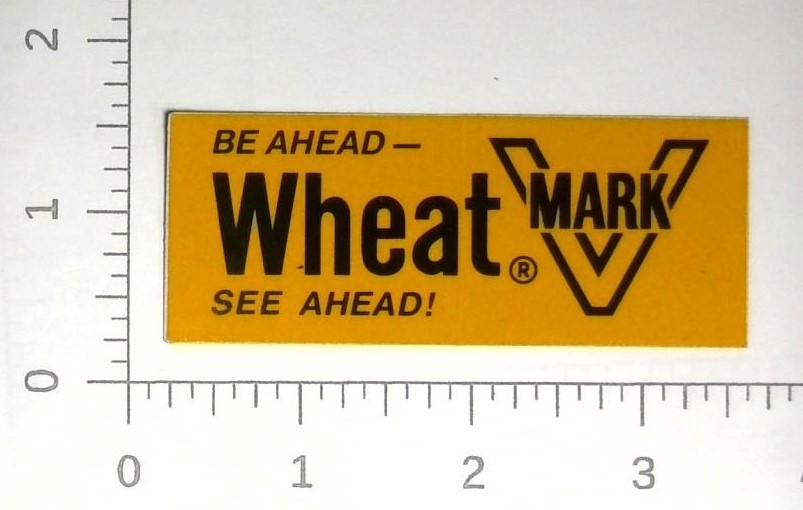 BE AHEAD —
Wheat® MARK
SEE AHEAD!
2
1
0
0 1 2 3